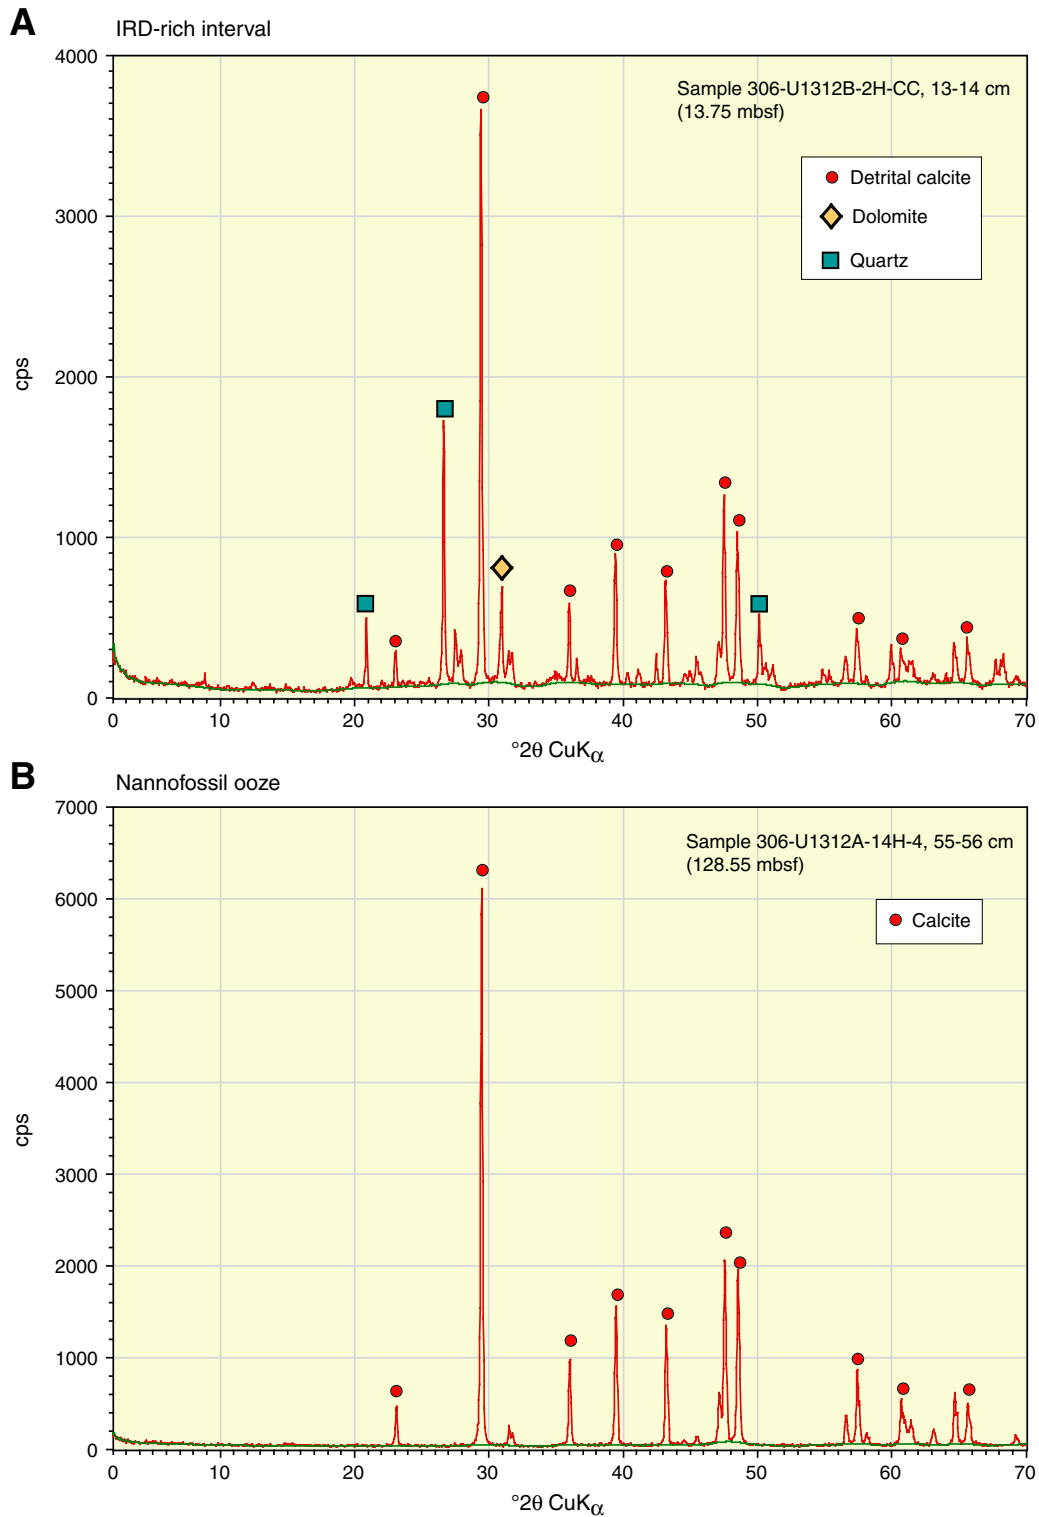 A
IRD-rich interval
4000
Sample 306-U1312B-2H-CC, 13-14 cm
(13.75 mbsf)
Detrital calcite
3000
Dolomite
Quartz
cps
2000
1000
0
0 10 20 30 40 50 60 70
°2θ CuKα
B
Nannofossil ooze
7000
Sample 306-U1312A-14H-4, 55-56 cm
(128.55 mbsf)
6000
Calcite
5000
4000
cps
3000
2000
1000
0
0 10 20 30 40 50 60 70
°2θ CuKα